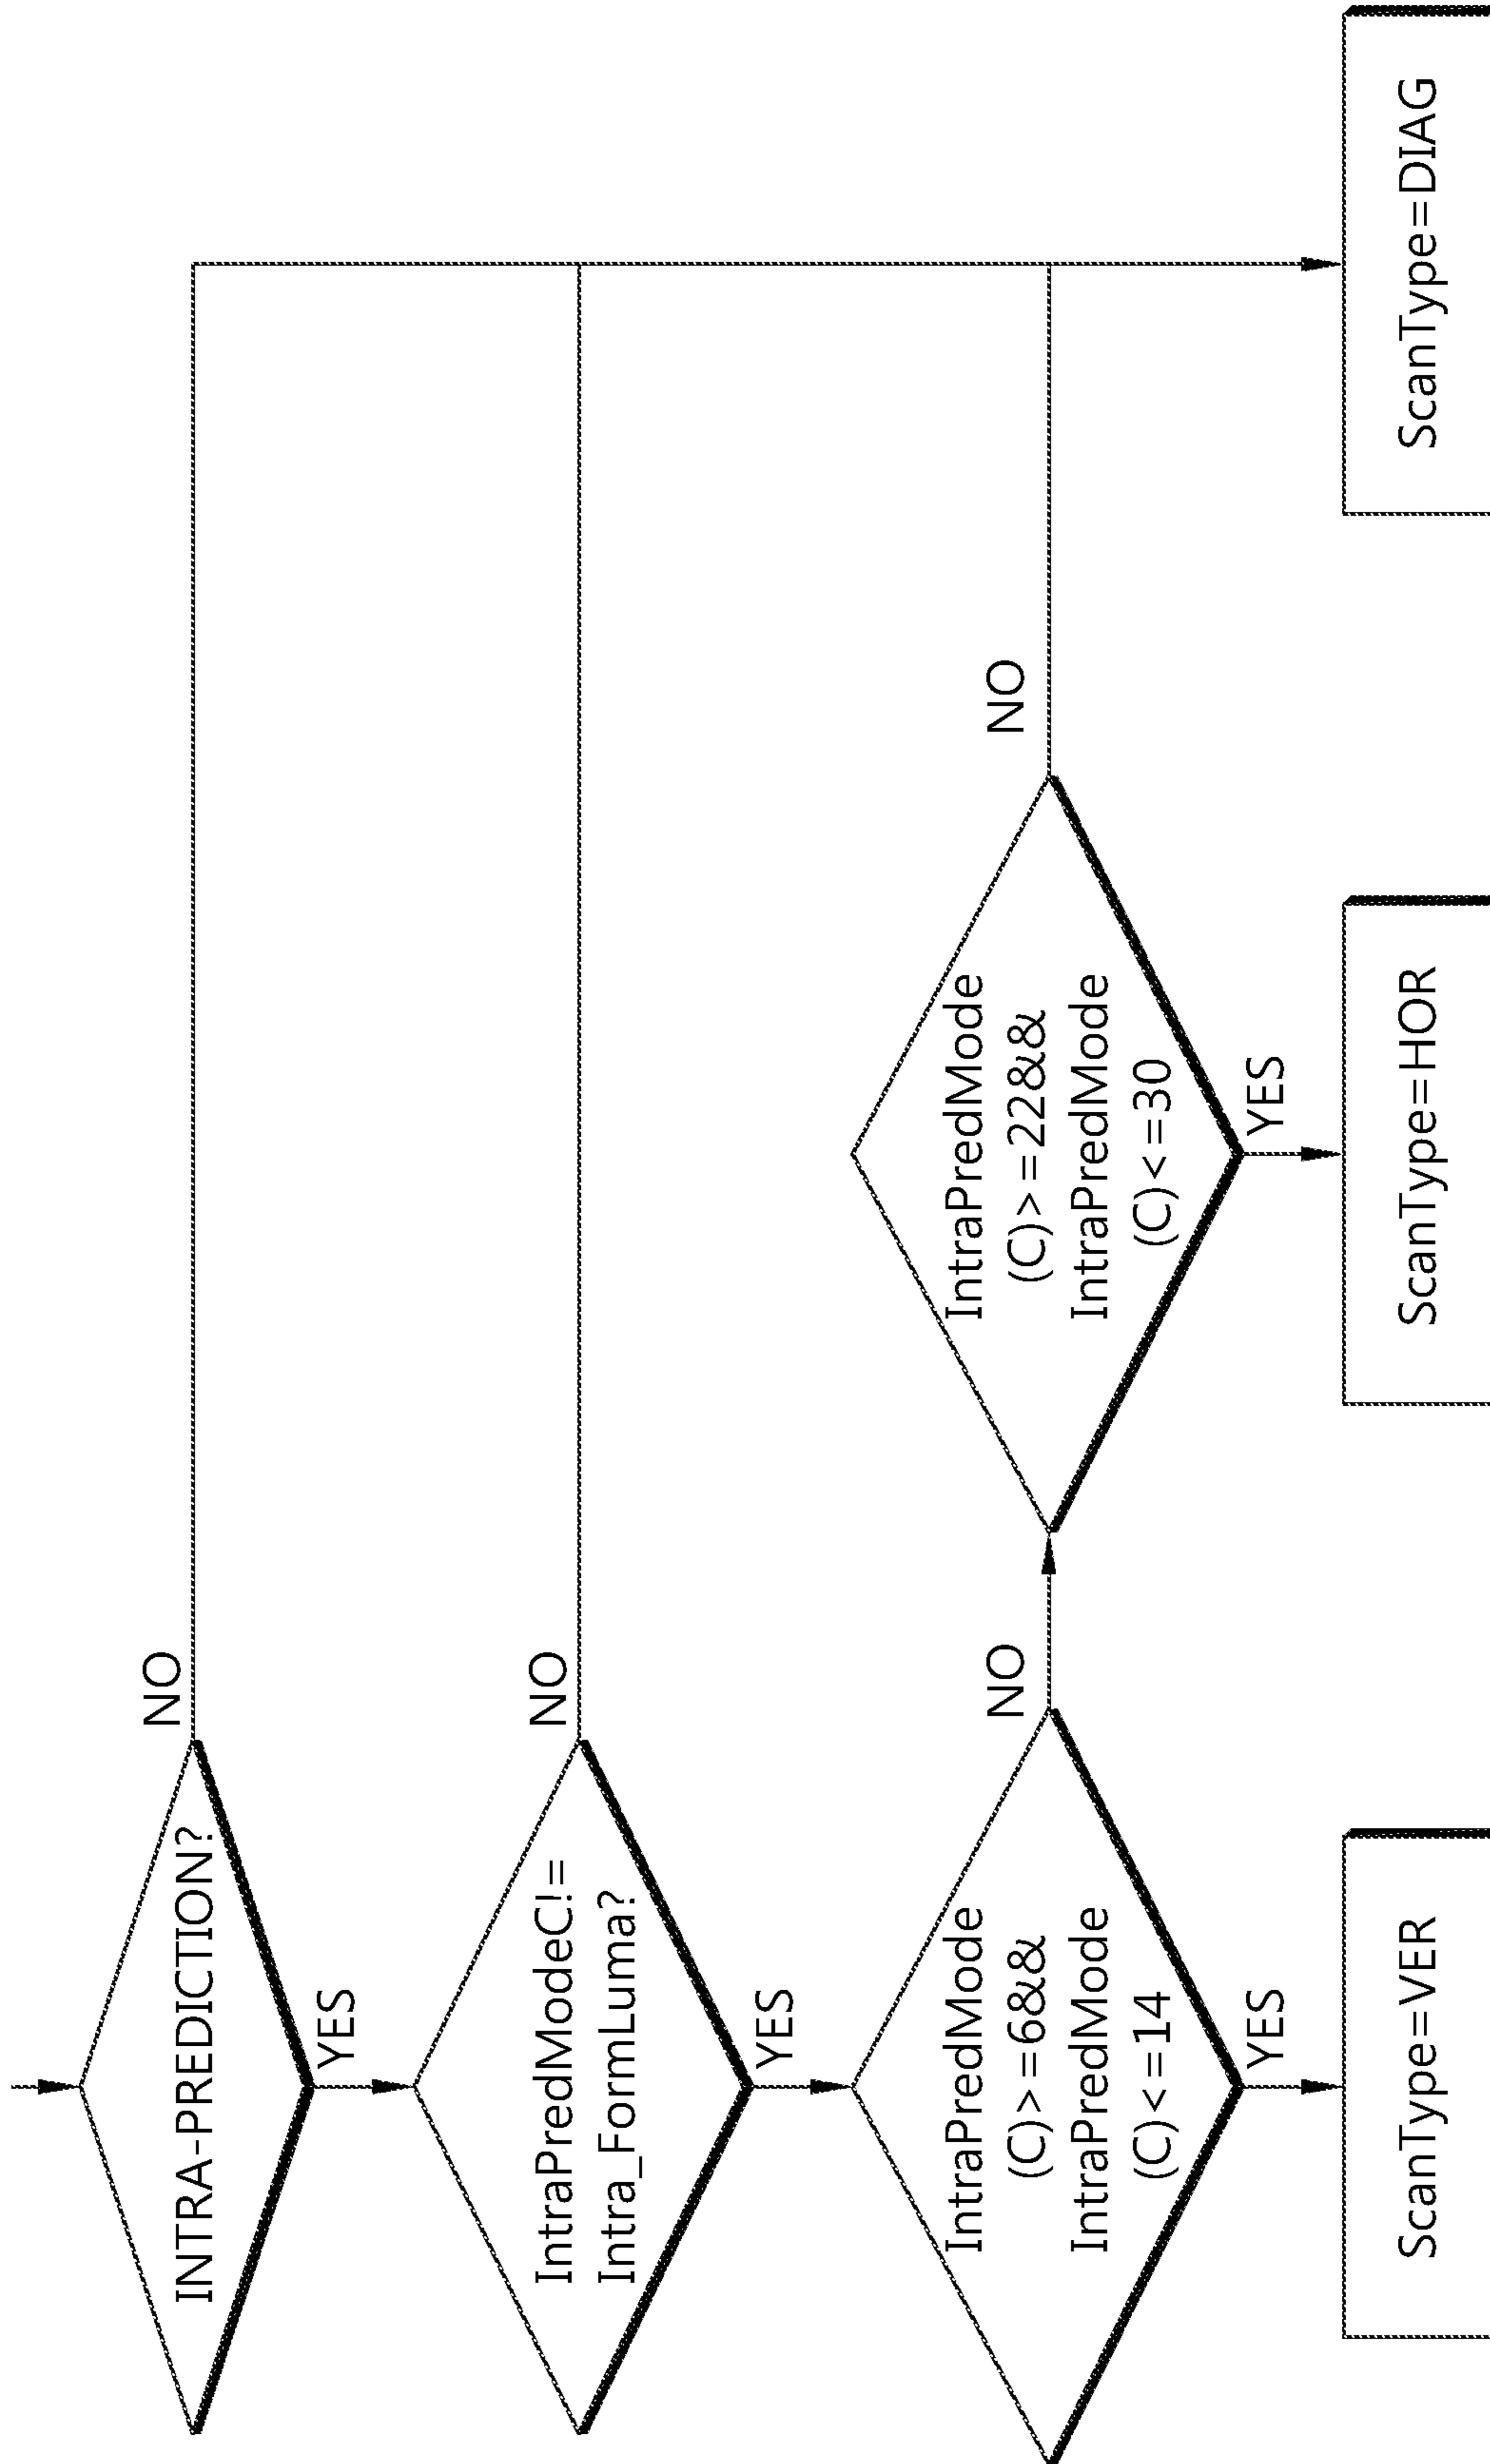 INTRA-PREDICTION?
NO
YES
IntraPredModeC!=
Intra_FormLuma?
NO
YES
IntraPredMode
(C)>=6&&
IntraPredMode
(C)<=14
NO
YES
IntraPredMode
(C)>=22&&
IntraPredMode
(C)<=30
NO
YES
ScanType=VER
ScanType=HOR
ScanType=DIAG